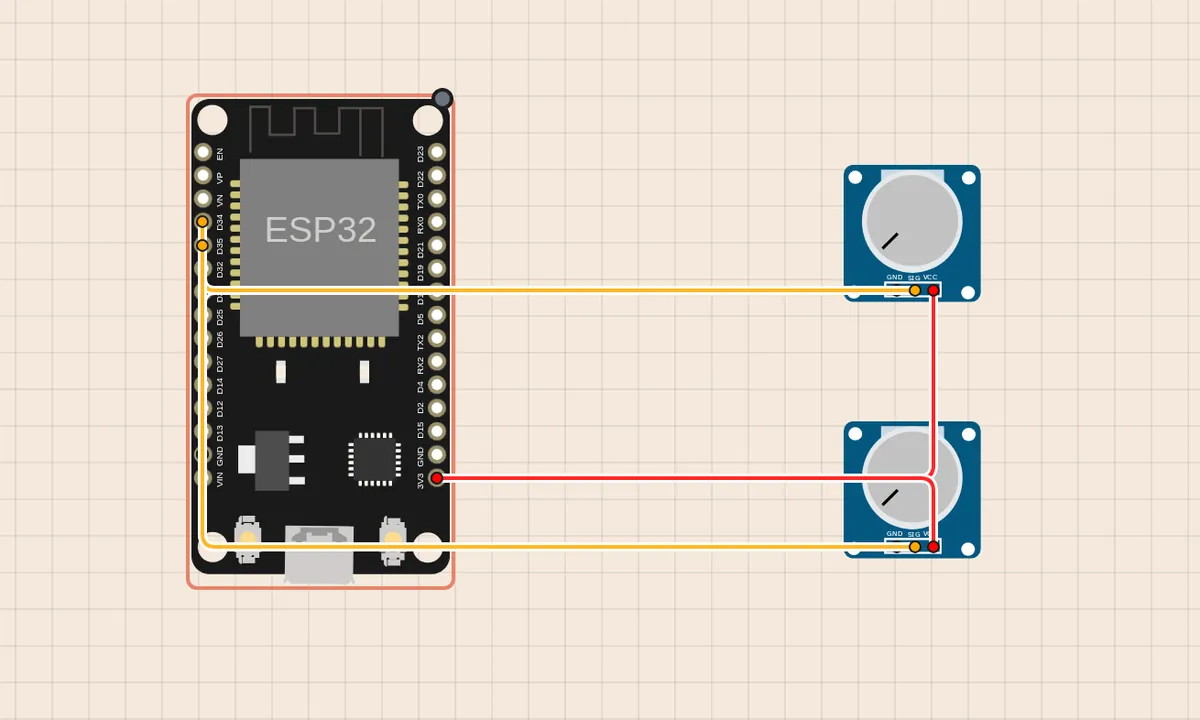 EN
VP
VN
D34
D35
D32
D25
D26
D27
D14
D12
D13
GND
VIN
ESP32
D23
D22
TX0
RX0
D21
D19
D5
TX2
RX2
D4
D2
D15
GND
3V3
GND SIG VCC
GND SIG